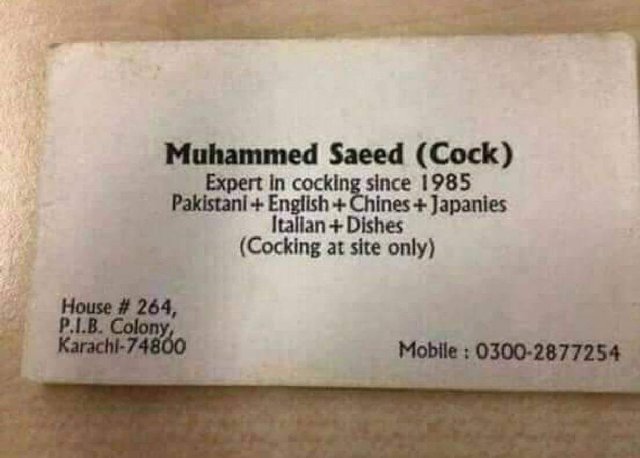 Muhammed Saeed (Cock)
Expert in cocking since 1985
Pakistani + English + Chines + Japanies
Italian + Dishes
(Cocking at site only)
House # 264,
P.I.B. Colony,
Karachi-74800
Mobile : 0300-2877254